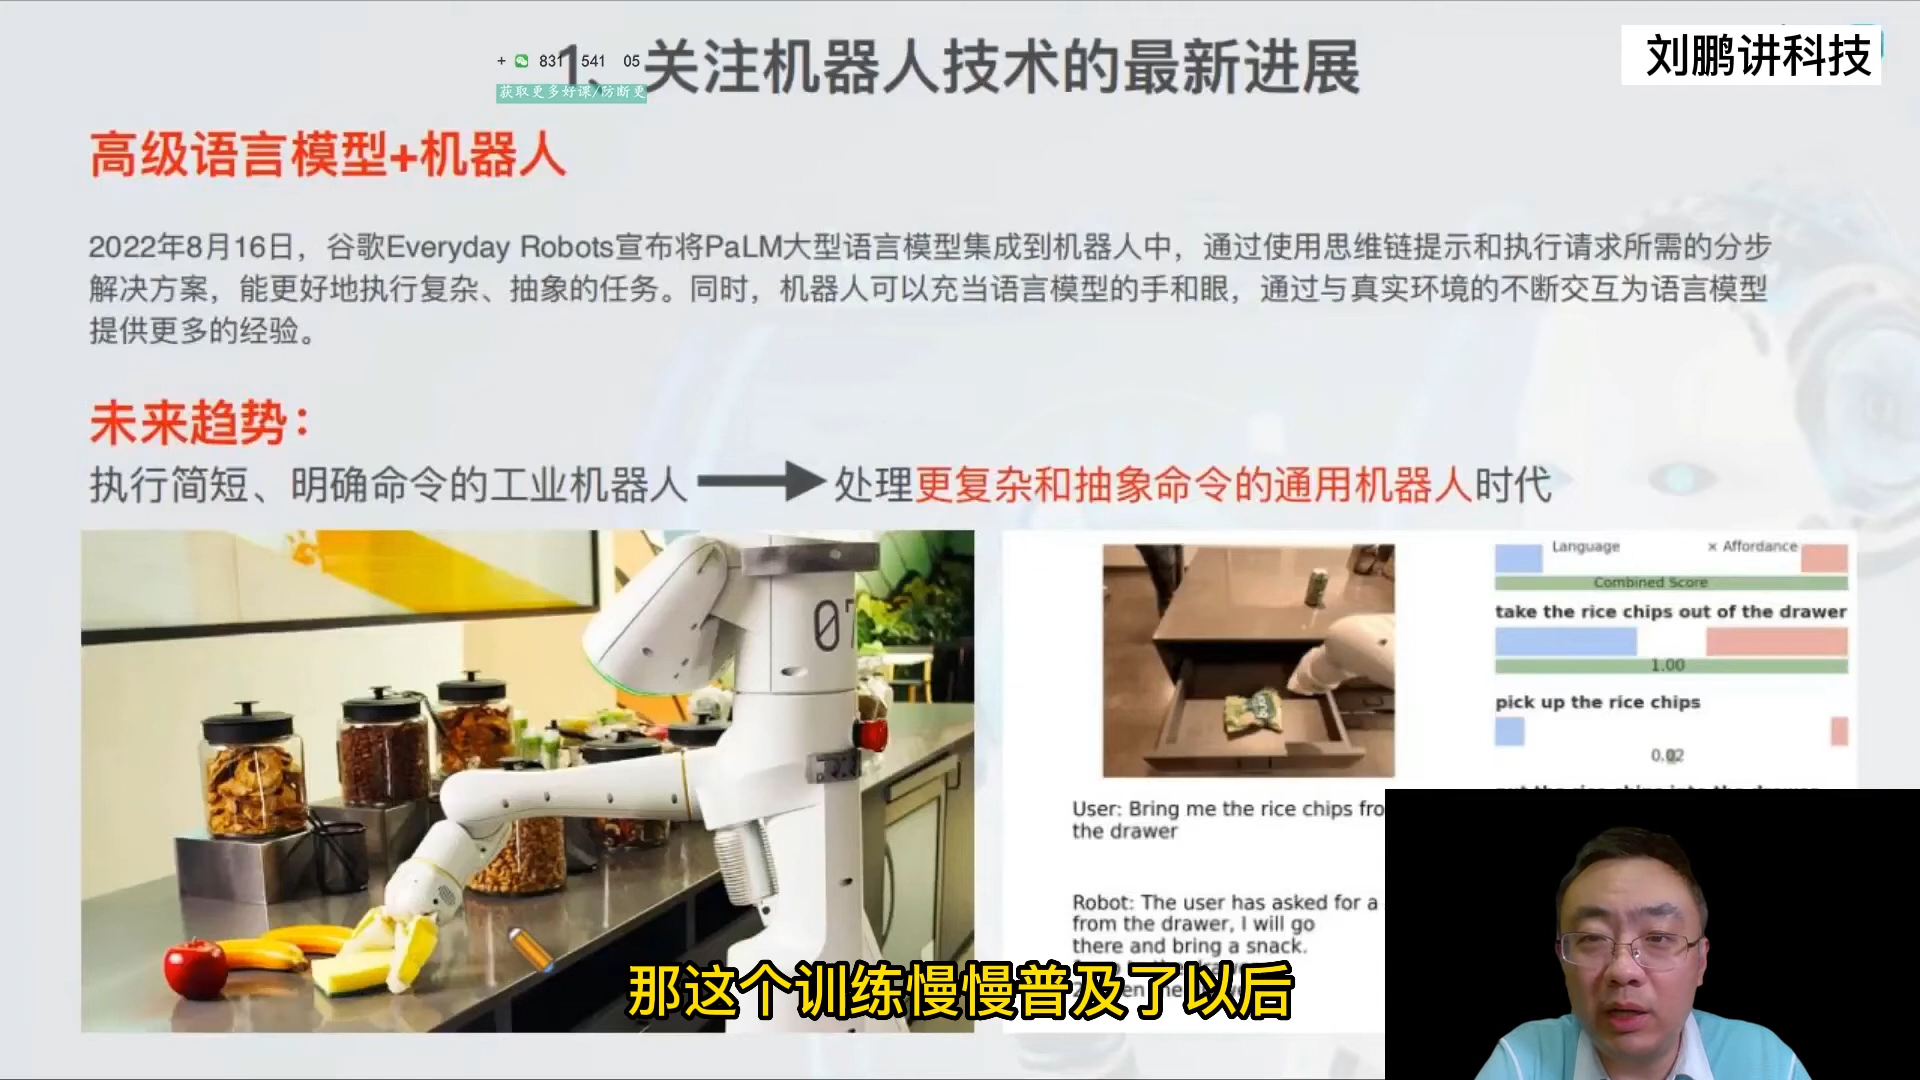 1、关注机器人技术的最新进展
+ 831 541 05
获取更多好课/防断更
刘鹏讲科技
高级语言模型+机器人
2022年8月16日，谷歌Everyday Robots宣布将PaLM大型语言模型集成到机器人中，通过使用思维链提示和执行请求所需的分步
解决方案，能更好地执行复杂、抽象的任务。同时，机器人可以充当语言模型的手和眼，通过与真实环境的不断交互为语言模型
提供更多的经验。
未来趋势：
执行简短、明确命令的工业机器人 处理更复杂和抽象命令的通用机器人时代
07
Language × Affordance
Combined Score
take the rice chips out of the drawer
1.00
pick up the rice chips
0.02
User: Bring me the rice chips fro
the drawer
Robot: The user has asked for a
from the drawer, I will go
there and bring a snack.
那这个训练慢慢普及了以后